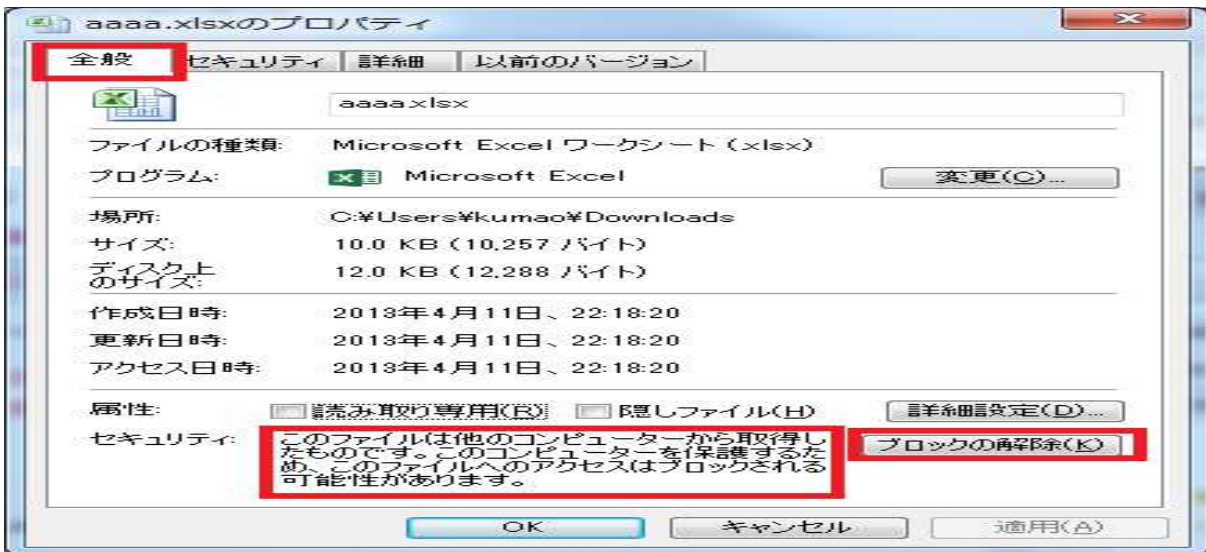 aaaa.xlsxのプロパティ
全般 セキュリティ 詳細 以前のバージョン
aaaa.xlsx
ファイルの種類: Microsoft Excel ワークシート (.xlsx)
プログラム: Microsoft Excel 変更(C)...
場所: C:¥Users¥kumao¥Downloads
サイズ: 10.0 KB (10,257 バイト)
ディスク上
のサイズ: 12.0 KB (12,288 バイト)
作成日時: 2013年4月11日、22:18:20
更新日時: 2013年4月11日、22:18:20
アクセス日時: 2013年4月11日、22:18:20
属性: 読み取り専用(R) 隠しファイル(H) 詳細設定(D)...
セキュリティ: このファイルは他のコンピューターから取得し ブロックの解除(K)
たものです。このコンピューターを保護するた
め、このファイルへのアクセスはブロックされる
可能性があります。
OK キャンセル 適用(A)